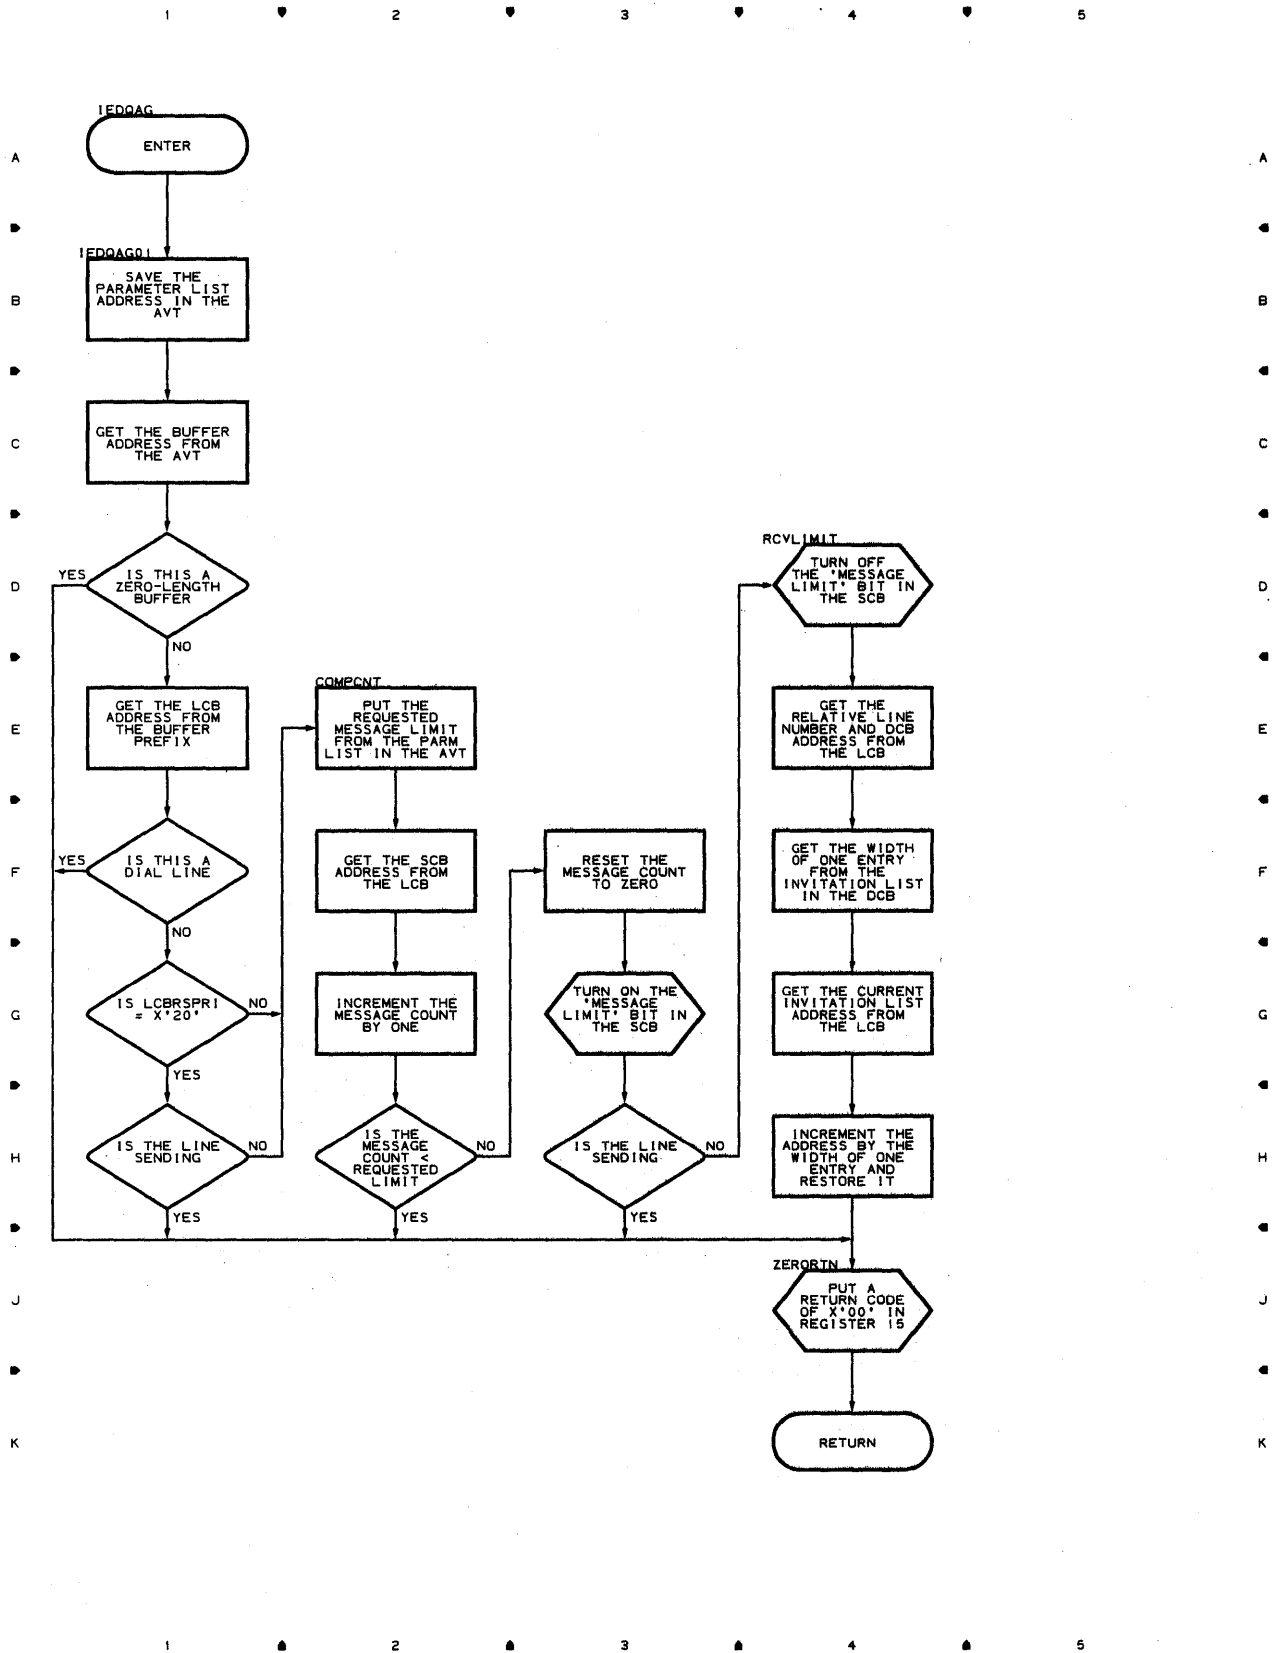 1 2 3 4 5
IEDQAG
ENTER
A A
IEDQAG01
SAVE THE
PARAMETER LIST
ADDRESS IN THE
AVT
B B
GET THE BUFFER
ADDRESS FROM
THE AVT
C C
YES
IS THIS A
ZERO-LENGTH
BUFFER
NO
RCVLIMIT
TURN OFF
THE 'MESSAGE
LIMIT' BIT IN
THE SCB
D D
GET THE LCB
ADDRESS FROM
THE BUFFER
PREFIX
COMPCNT
PUT THE
REQUESTED
MESSAGE LIMIT
FROM THE PARM
LIST IN THE AVT
GET THE
RELATIVE LINE
NUMBER AND DCB
ADDRESS FROM
THE LCB
E E
YES
IS THIS A
DIAL LINE
NO
GET THE SCB
ADDRESS FROM
THE LCB
RESET THE
MESSAGE COUNT
TO ZERO
GET THE WIDTH
OF ONE ENTRY
FROM THE
INVITATION LIST
IN THE DCB
F F
IS LCBRSPRI
= X'20'
NO
YES
INCREMENT THE
MESSAGE COUNT
BY ONE
TURN ON THE
'MESSAGE
LIMIT' BIT IN
THE SCB
GET THE CURRENT
INVITATION LIST
ADDRESS FROM
THE LCB
G G
IS THE LINE
SENDING
NO
YES
IS THE
MESSAGE
COUNT <
REQUESTED
LIMIT
NO
YES
IS THE LINE
SENDING
NO
YES
INCREMENT THE
ADDRESS BY THE
WIDTH OF ONE
ENTRY AND
RESTORE IT
H H
ZERORTN
PUT A
RETURN CODE
OF X'00' IN
REGISTER 15
J J
RETURN
K K
1 2 3 4 5